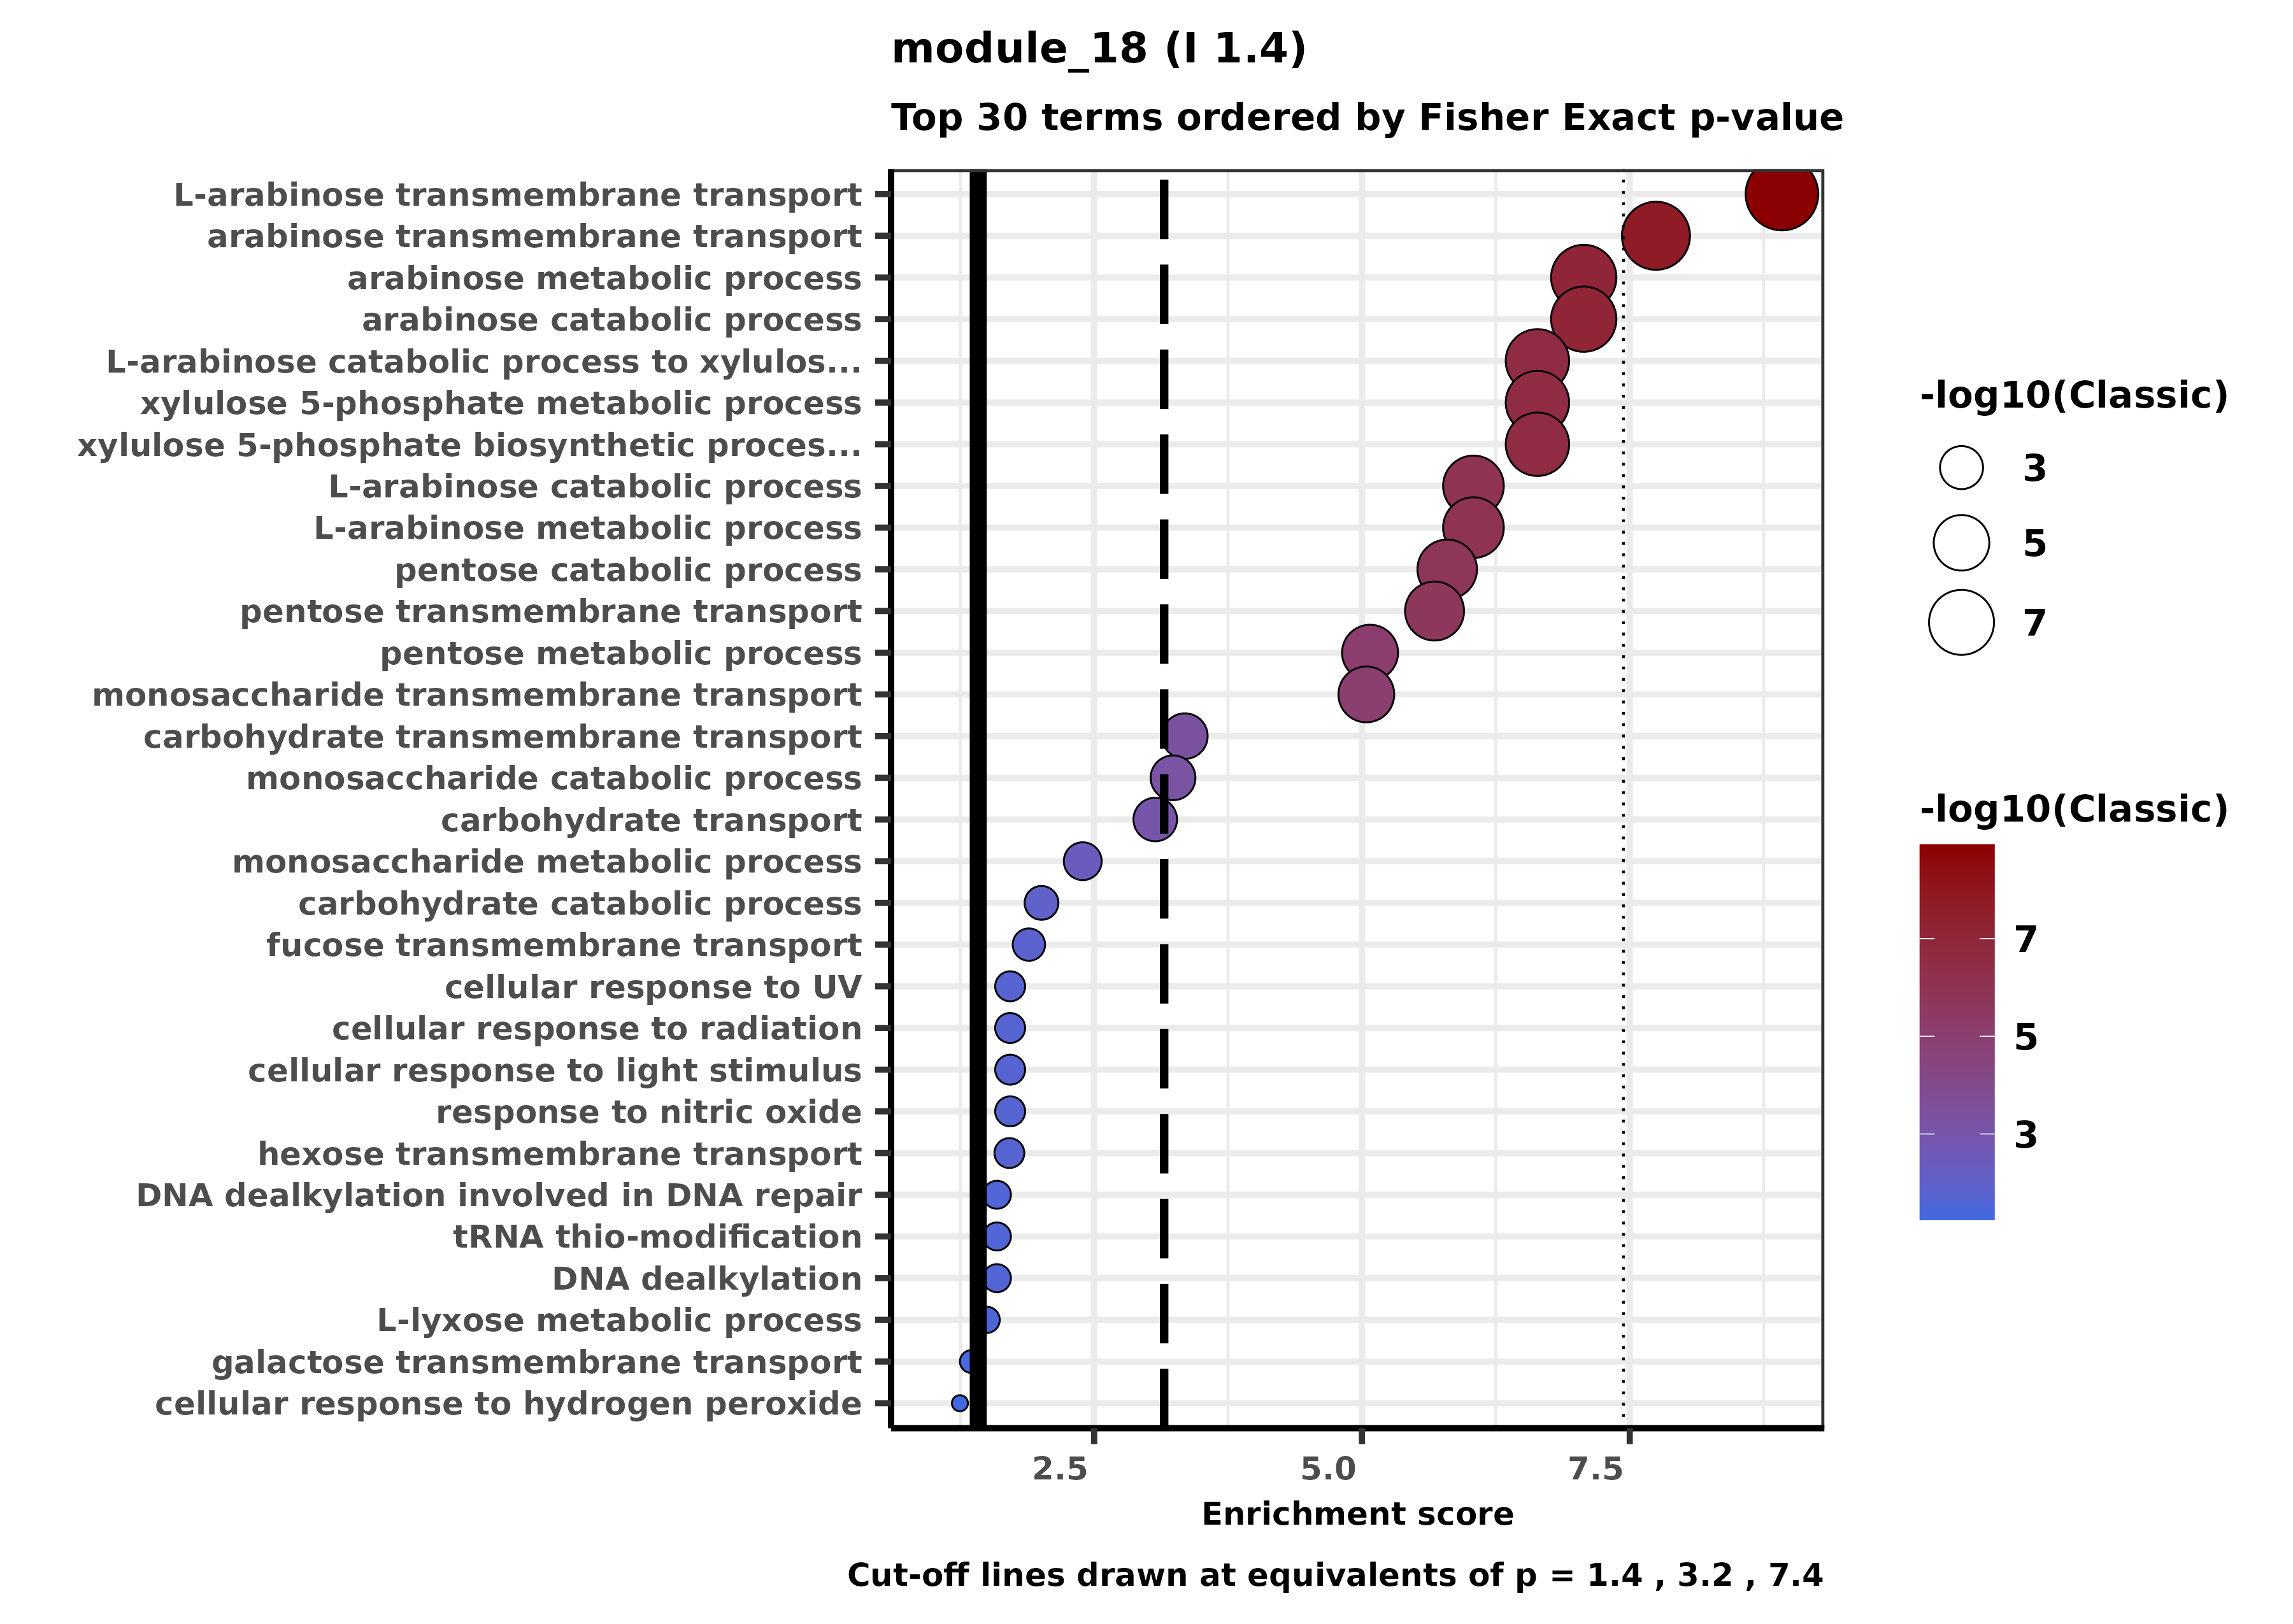 module_18 (I 1.4)
Top 30 terms ordered by Fisher Exact p-value
L-arabinose transmembrane transport
arabinose transmembrane transport
arabinose metabolic process
arabinose catabolic process
L-arabinose catabolic process to xylulos...
xylulose 5-phosphate metabolic process
xylulose 5-phosphate biosynthetic proces...
L-arabinose catabolic process
L-arabinose metabolic process
pentose catabolic process
pentose transmembrane transport
pentose metabolic process
monosaccharide transmembrane transport
carbohydrate transmembrane transport
monosaccharide catabolic process
carbohydrate transport
monosaccharide metabolic process
carbohydrate catabolic process
fucose transmembrane transport
cellular response to UV
cellular response to radiation
cellular response to light stimulus
response to nitric oxide
hexose transmembrane transport
DNA dealkylation involved in DNA repair
tRNA thio-modification
DNA dealkylation
L-lyxose metabolic process
galactose transmembrane transport
cellular response to hydrogen peroxide
2.5 5.0 7.5
Enrichment score
Cut-off lines drawn at equivalents of p = 1.4 , 3.2 , 7.4
-log10(Classic)
3
5
7
-log10(Classic)
7
5
3